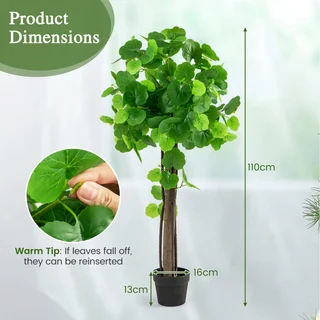 Product
Dimensions
110cm
Warm Tip: If leaves fall off,
they can be reinserted
16cm
13cm